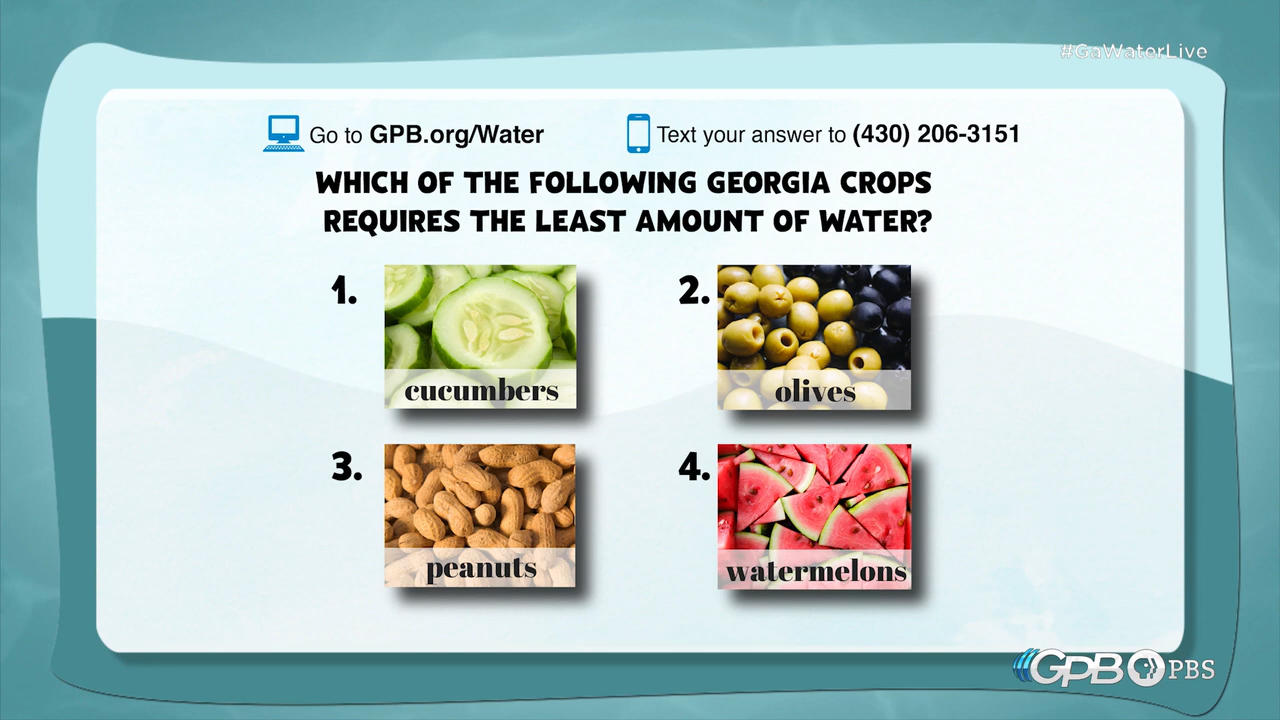 #GaWaterLive
Go to GPB.org/Water
Text your answer to (430) 206-3151
WHICH OF THE FOLLOWING GEORGIA CROPS
REQUIRES THE LEAST AMOUNT OF WATER?
1.
cucumbers
2.
olives
3.
peanuts
4.
watermelons
GPB PBS